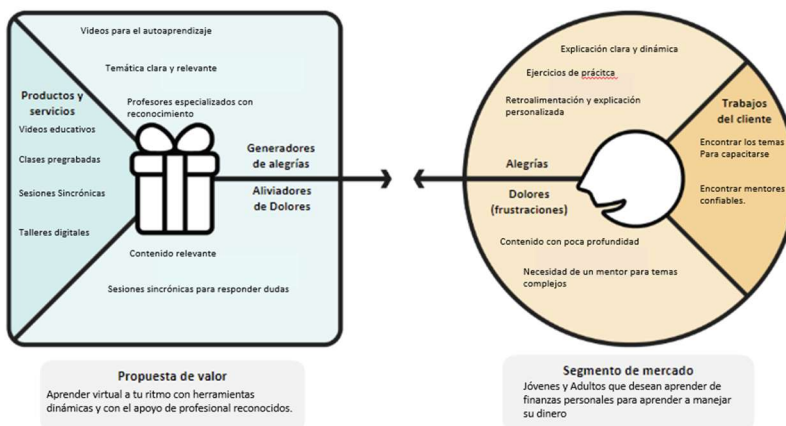 Videos para el autoaprendizaje
Temática clara y relevante
Profesores especializados con
reconocimiento
Productos y
servicios
Videos educativos
Clases pregrabadas
Sesiones Sincrónicas
Talleres digitales
Generadores
de alegrías
Aliviadores
de Dolores
Contenido relevante
Sesiones sincrónicas para responder dudas
Propuesta de valor
Aprender virtual a tu ritmo con herramientas
dinámicas y con el apoyo de profesional reconocidos.
Explicación clara y dinámica
Ejercicios de prácitca
Retroalimentación y explicación
personalizada
Alegrías
Dolores
(frustraciones)
Contenido con poca profundidad
Necesidad de un mentor para temas
complejos
Trabajos
del cliente
Encontrar los temas
Para capacitarse
Encontrar mentores
confiables.
Segmento de mercado
Jóvenes y Adultos que desean aprender de
finanzas personales para aprender a manejar
su dinero